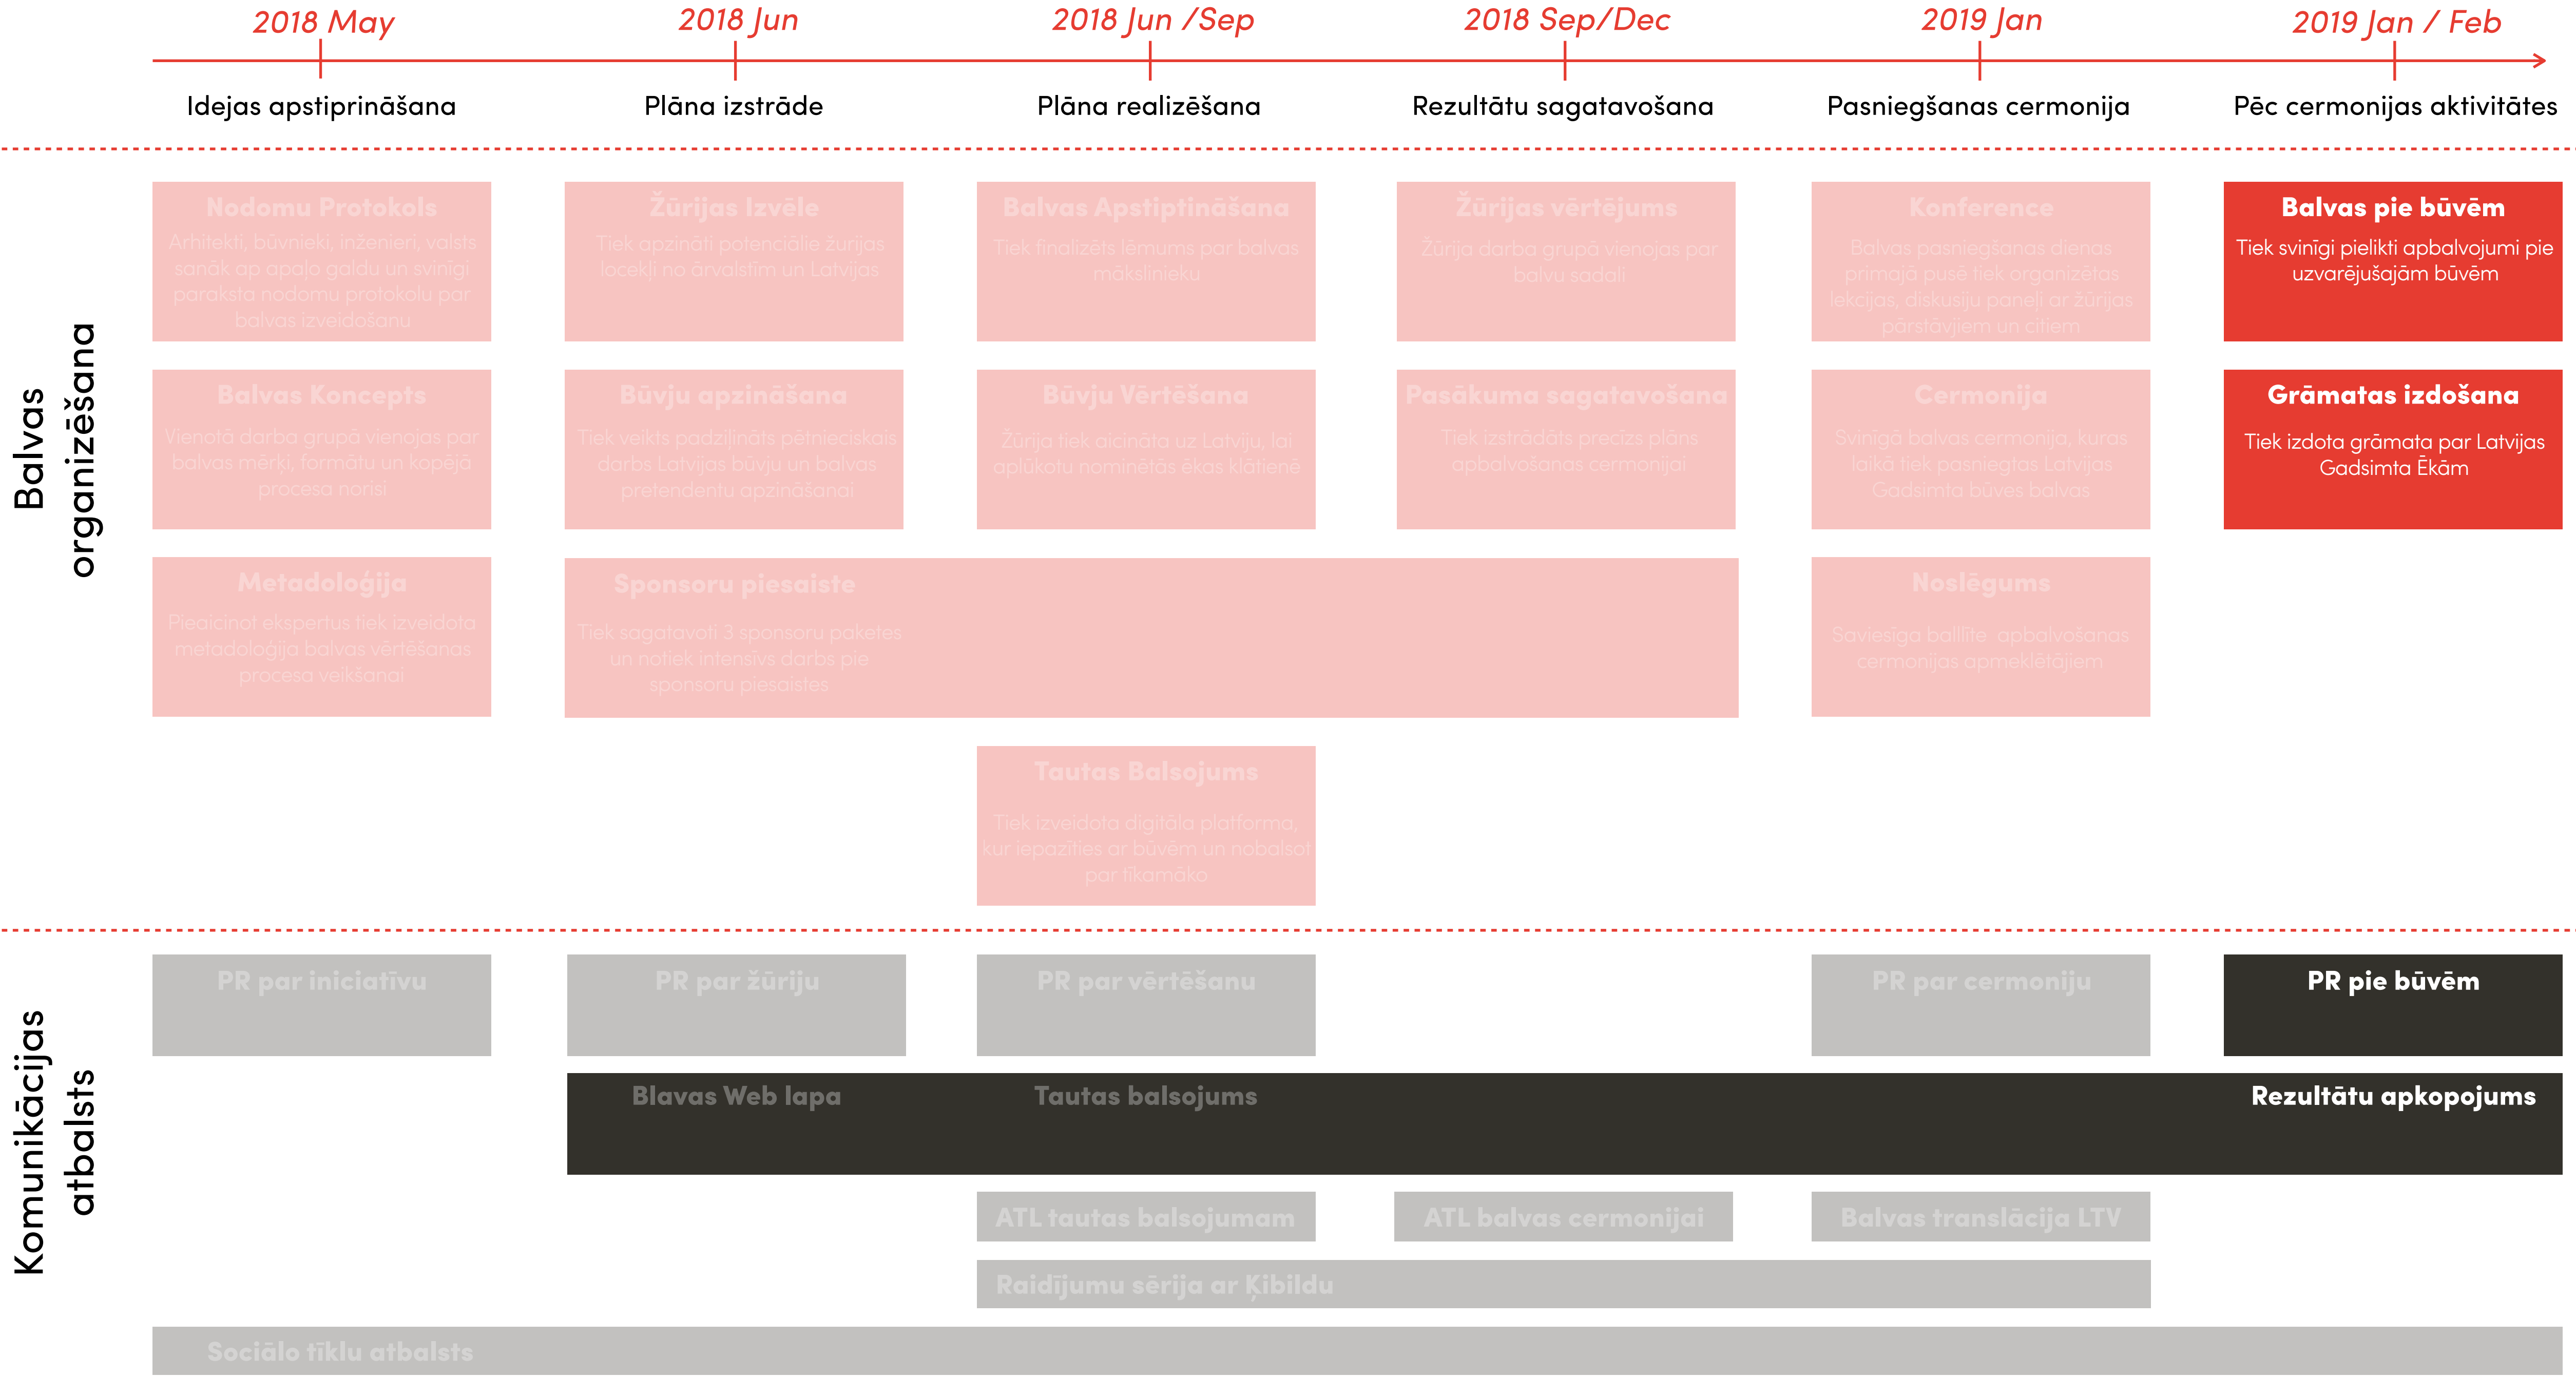 2018 May
2018 Jun
2018 Jun /Sep
2018 Sep/Dec
2019 Jan
2019 Jan / Feb
Idejas apstiprināšana
Plāna izstrāde
Plāna realizēšana
Rezultātu sagatavošana
Pasniegšanas cermonija
Pēc cermonijas aktivitātes
Balvas
organizēšana
Nodomu Protokols
Arhitekti, būvnieki, inženieri, valsts
sanāk ap apaļo galdu un svinīgi
paraksta nodomu protokolu par
balvas izveidošanu
Žūrijas Izvēle
Tiek apzināti potenciālie žurijas
locekļi no ārvalstīm un Latvijas
Balvas Apstiptināšana
Tiek finalizēts lēmums par balvas
mākslinieku
Žūrijas vērtējums
Žūrija darba grupā vienojas par
balvu sadali
Konference
Balvas pasniegšanas dienas
primajā pusē tiek organizētas
lekcijas, diskusiju paneļi ar žūrijas
pārstāvjiem un citiem
Balvas pie būvēm
Tiek svinīgi pielikti apbalvojumi pie
uzvarējušajām būvēm
Balvas Koncepts
Vienotā darba grupā vienojas par
balvas mērķi, formātu un kopējā
procesa norisi
Būvju apzināšana
Tiek veikts padziļināts pētnieciskais
darbs Latvijas būvju un balvas
pretendentu apzināšanai
Būvju Vērtēšana
Žūrija tiek aicināta uz Latviju, lai
aplūkotu nominētās ēkas klātienē
Pasākuma sagatavošana
Tiek izstrādāts precīzs plāns
apbalvošanas cermonijai
Cermonija
Svinīgā balvas cermonija, kuras
laikā tiek pasniegtas Latvijas
Gadsimta būves balvas
Grāmatas izdošana
Tiek izdota grāmata par Latvijas
Gadsimta Ēkām
Metadoloģija
Pieaicinot ekspertus tiek izveidota
metadoloģija balvas vērtēšanas
procesa veikšanai
Sponsoru piesaiste
Tiek sagatavoti 3 sponsoru paketes
un notiek intensīvs darbs pie
sponsoru piesaistes
Noslēgums
Saviesīga balllīte apbalvošanas
cermonijas apmeklētājiem
Tautas Balsojums
Tiek izveidota digitāla platforma,
kur iepazīties ar būvēm un nobalsot
par tīkamāko
Komunikācijas
atbalsts
PR par iniciatīvu
PR par žūriju
PR par vērtēšanu
PR par cermoniju
PR pie būvēm
Blavas Web lapa
Tautas balsojums
Rezultātu apkopojums
ATL tautas balsojumam
ATL balvas cermonijai
Balvas translācija LTV
Raidījumu sērija ar Ķibildu
Sociālo tīklu atbalsts